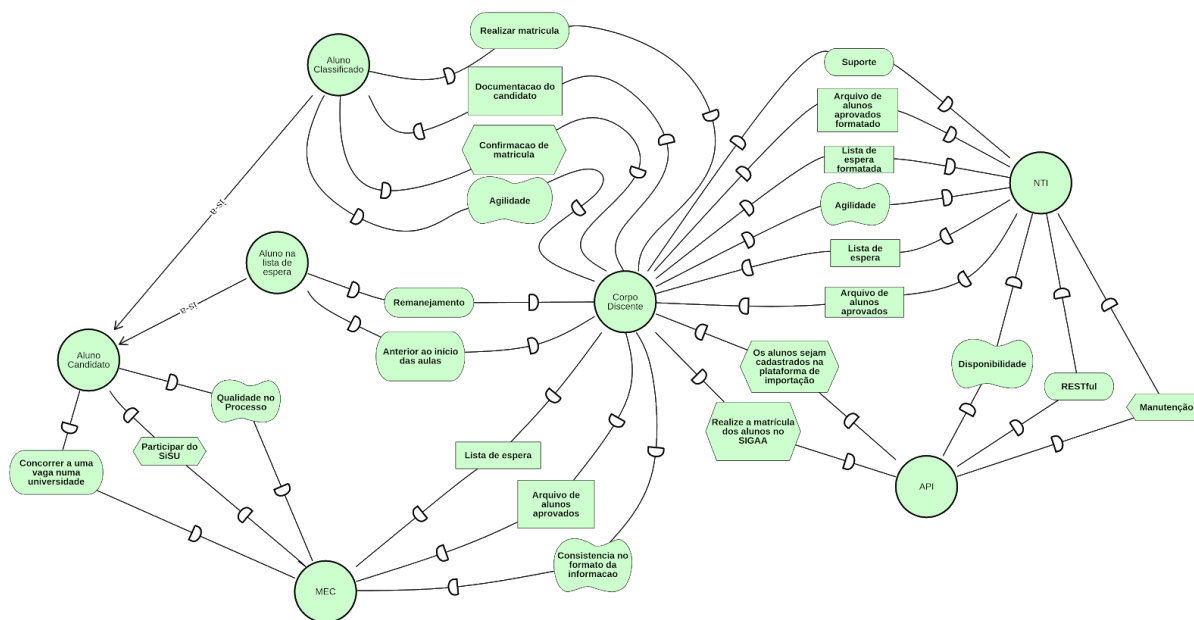 Realizar matricula
Aluno
Classificado
Documentacao do
candidato
Confirmacao de
matricula
Agilidade
is-a
Aluno na
lista de
espera
is-a
Remanejamento
Anterior ao início
das aulas
Aluno
Candidato
Qualidade no
Processo
Participar do
SiSU
Concorrer a uma
vaga numa
universidade
MEC
Lista de espera
Arquivo de
alunos
aprovados
Consistencia no
formato da
informacao
Corpo
Discente
Suporte
Arquivo de
alunos
aprovados
formatado
Lista de
espera
formatada
Agilidade
Lista de
espera
Arquivo de
alunos
aprovados
NTI
Os alunos sejam
cadastrados na
plataforma de
importação
Realize a matrícula
dos alunos no
SIGAA
Disponibilidade
RESTful
Manutenção
API